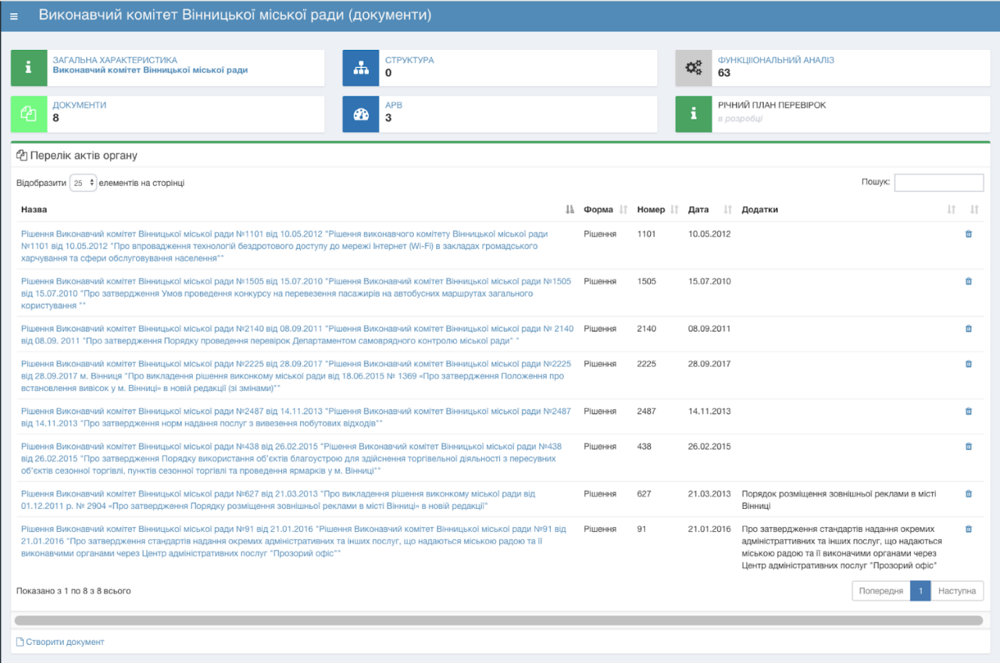 Виконавчий комітет Вінницької міської ради (документи)
ЗАГАЛЬНА ХАРАКТЕРИСТИКА
Виконавчий комітет Вінницької міської ради
СТРУКТУРА
0
ФУНКЦІІОНАЛЬНИЙ АНАЛІЗ
63
ДОКУМЕНТИ
8
АРВ
3
РІЧНИЙ ПЛАН ПЕРЕВІРОК
в розробці
Перелік актів органу
Відобразити 25 елементів на сторінці
Пошук:
Назва Форма Номер Дата Додатки
Рішення Виконавчий комітет Вінницької міської ради №1101 від 10.05.2012 "Рішення виконавчого комітету Вінницької міської ради Рішення 1101 10.05.2012
№1101 від 10.05.2012 "Про впровадження технологій бездротового доступу до мережі Інтернет (Wi-Fi) в закладах громадського
харчування та сфери обслуговування населення""
Рішення Виконавчий комітет Вінницької міської ради №1505 від 15.07.2010 "Рішення Виконавчий комітет Вінницької міської ради №1505 Рішення 1505 15.07.2010
від 15.07.2010 "Про затвердження Умов проведення конкурсу на перевезення пасажирів на автобусних маршрутах загального
користування ""
Рішення Виконавчий комітет Вінницької міської ради №2140 від 08.09.2011 "Рішення Виконавчий комітет Вінницької міської ради № 2140 Рішення 2140 08.09.2011
від 08.09. 2011 "Про затвердження Порядку проведення перевірок Департаментом самоврядного контролю міської ради" "
Рішення Виконавчий комітет Вінницької міської ради №2225 від 28.09.2017 "Рішення Виконавчий комітет Вінницької міської ради №2225 Рішення 2225 28.09.2017
від 28.09.2017 м. Вінниця "Про викладення рішення виконкому міської ради від 18.06.2015 № 1369 «Про затвердження Положення про
встановлення вивісок у м. Вінниці» в новій редакції (зі змінами)""
Рішення Виконавчий комітет Вінницької міської ради №2487 від 14.11.2013 "Рішення Виконавчий комітет Вінницької міської ради №2487 Рішення 2487 14.11.2013
від 14.11.2013 "Про затвердження норм надання послуг з вивезення побутових відходів""
Рішення Виконавчий комітет Вінницької міської ради №438 від 26.02.2015 "Рішення Виконавчий комітет Вінницької міської ради №438 Рішення 438 26.02.2015
від 26.02.2015 "Про затвердження Порядку використання об'єктів благоустрою для здійснення торгівельної діяльності з пересувних
об'єктів сезонної торгівлі, пунктів сезонної торгівлі та проведення ярмарків у м. Вінниці""
Рішення Виконавчий комітет Вінницької міської ради №627 від 21.03.2013 "Про викладення рішення виконкому міської ради від Рішення 627 21.03.2013 Порядок розміщення зовнішньої реклами в місті
01.12.2011 р. № 2904 «Про затвердження Порядку розміщення зовнішньої реклами в місті Вінниці» в новій редакції" Вінниці
Рішення Виконавчий комітет Вінницької міської ради №91 від 21.01.2016 "Рішення Виконавчий комітет Вінницької міської ради №91 від Рішення 91 21.01.2016 Про затвердження стандартів надання окремих
21.01.2016 "Про затвердження стандартів надання окремих адміністративних та інших послуг, що надаються міською радою та її адміністраттивних та інших послуг, що надаються
виконавчими органами через Центр адміністративних послуг "Прозорий офіс"" міською радою та її виконачими органами через
Центр адміністративних послуг "Прозорий офіс"
Показано з 1 по 8 з 8 всього
Попередня 1 Наступна
Створити документ